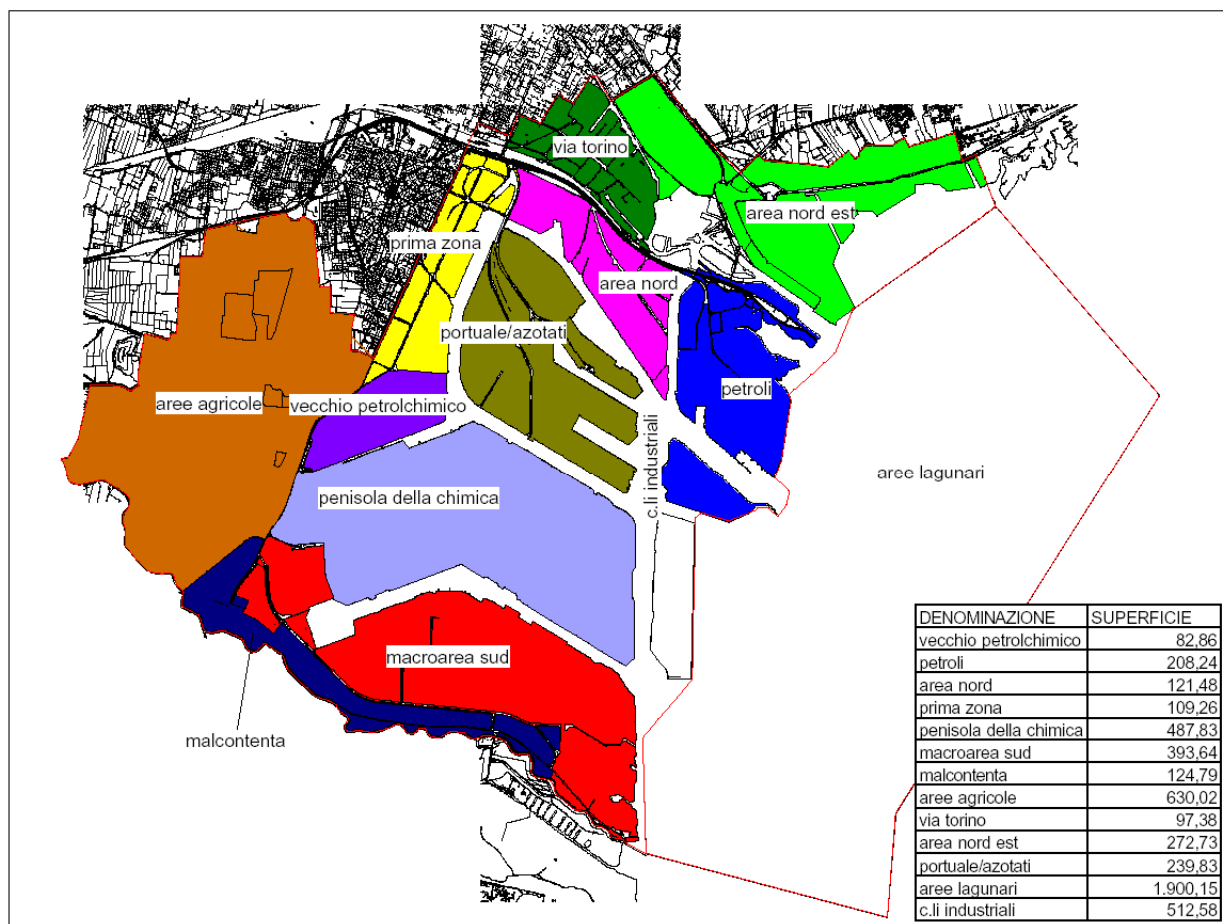 via torino
area nord est
prima zona
area nord
portuale/azotati
petroli
aree agricole
vecchio petrolchimico
c.li industriali
aree lagunari
penisola della chimica
macroarea sud
malcontenta
DENOMINAZIONE SUPERFICIE
vecchio petrolchimico 82,86
petroli 208,24
area nord 121,48
prima zona 109,26
penisola della chimica 487,83
macroarea sud 393,64
malcontenta 124,79
aree agricole 630,02
via torino 97,38
area nord est 272,73
portuale/azotati 239,83
aree lagunari 1.900,15
c.li industriali 512,58